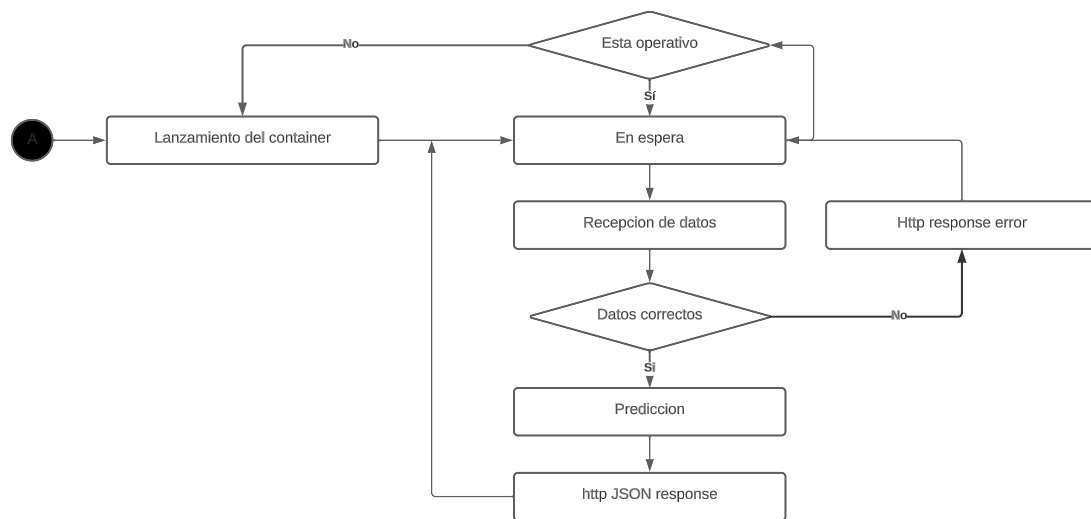 Esta operativo
No
Sí
A
Lanzamiento del container
En espera
Recepcion de datos
Http response error
Datos correctos
No
Si
Prediccion
http JSON response